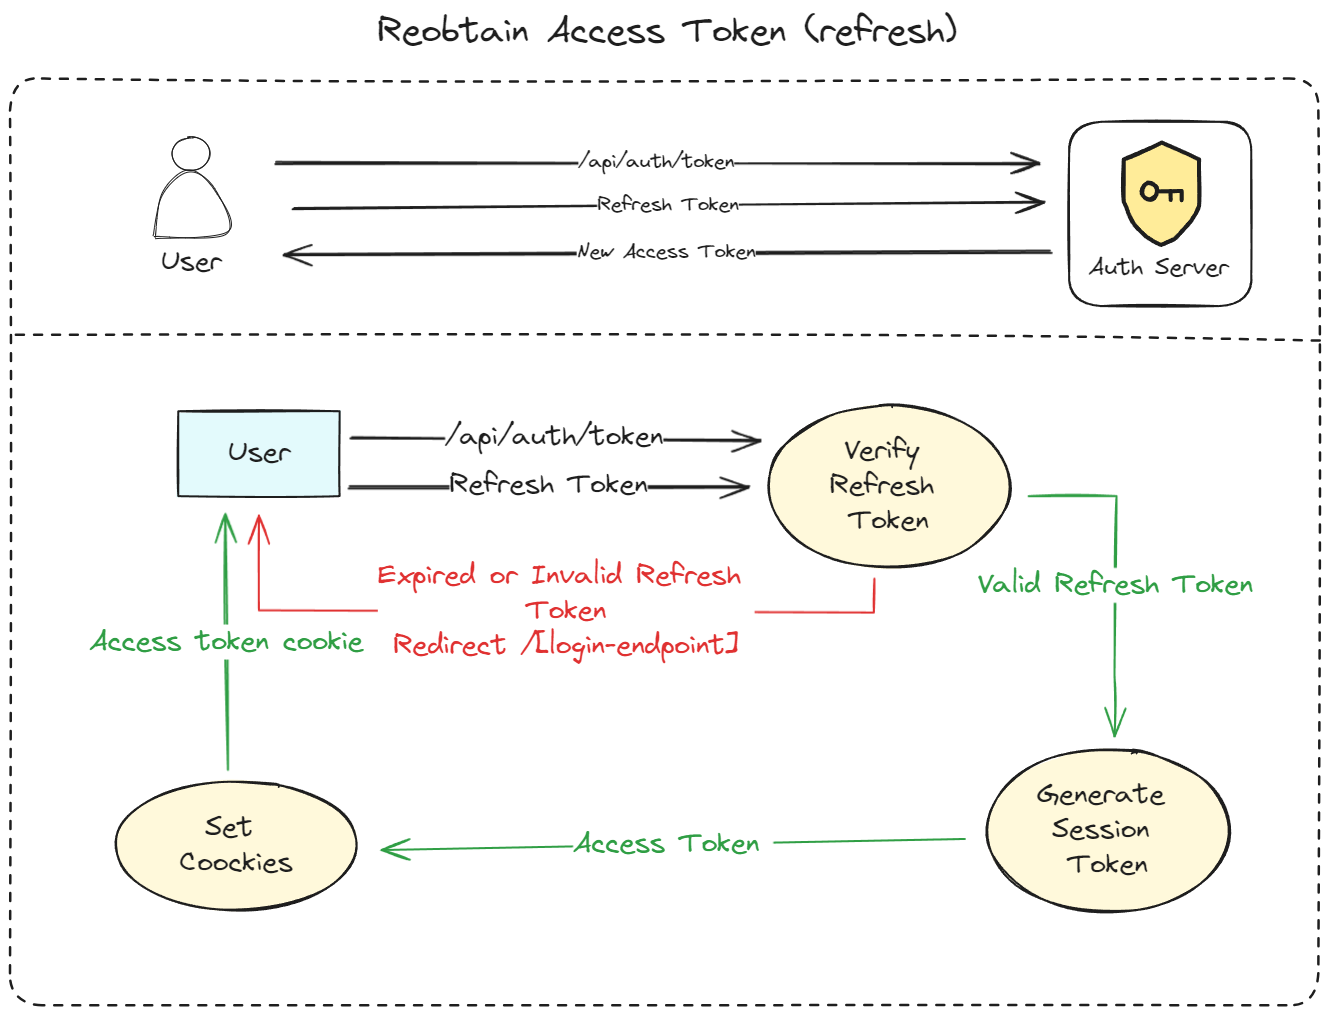 Reobtain Access Token (refresh)
/api/auth/token
Refresh Token
New Access Token
User
Auth Server
User
/api/auth/token
Refresh Token
Verify
Refresh
Token
Expired or Invalid Refresh
Token
Redirect /[login-endpoint]
Valid Refresh Token
Access token cookie
Generate
Session
Token
Access Token
Set
Coockies